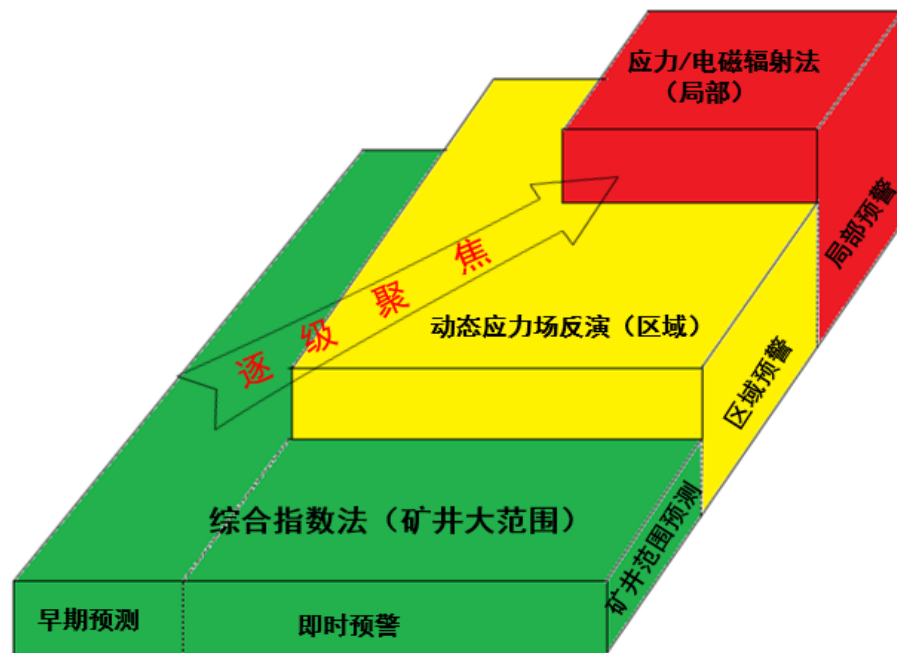 应力/电磁辐射法
（局部）
局部预警
逐级聚焦
动态应力场反演（区域）
区域预警
综合指数法（矿井大范围）
矿井范围预测
早期预测
即时预警